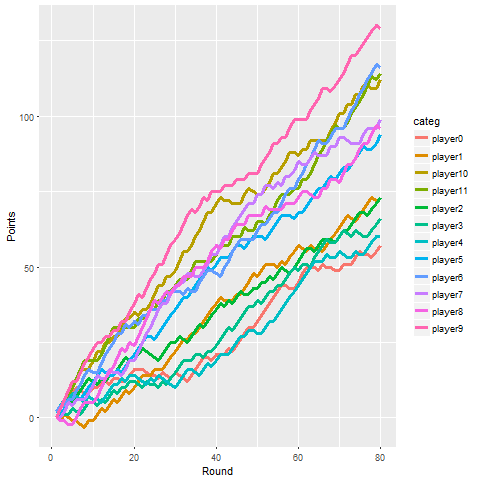 Points
100
50
0
0
20
40
60
80
Round
categ
player0
player1
player10
player11
player2
player3
player4
player5
player6
player7
player8
player9